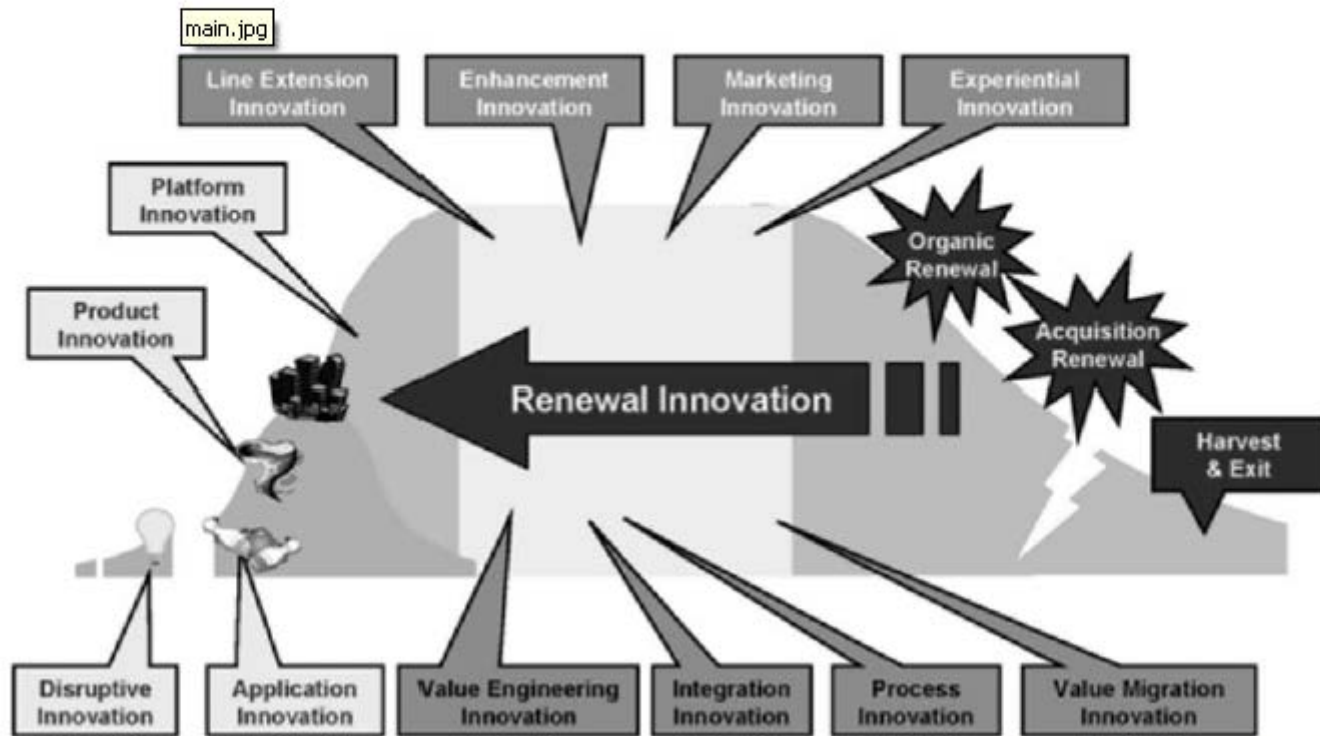 main.jpg
Line Extension
Innovation
Enhancement
Innovation
Marketing
Innovation
Experiential
Innovation
Platform
Innovation
Organic
Renewal
Product
Innovation
Acquisition
Renewal
Renewal Innovation
Harvest
& Exit
Disruptive
Innovation
Application
Innovation
Value Engineering
Innovation
Integration
Innovation
Process
Innovation
Value Migration
Innovation